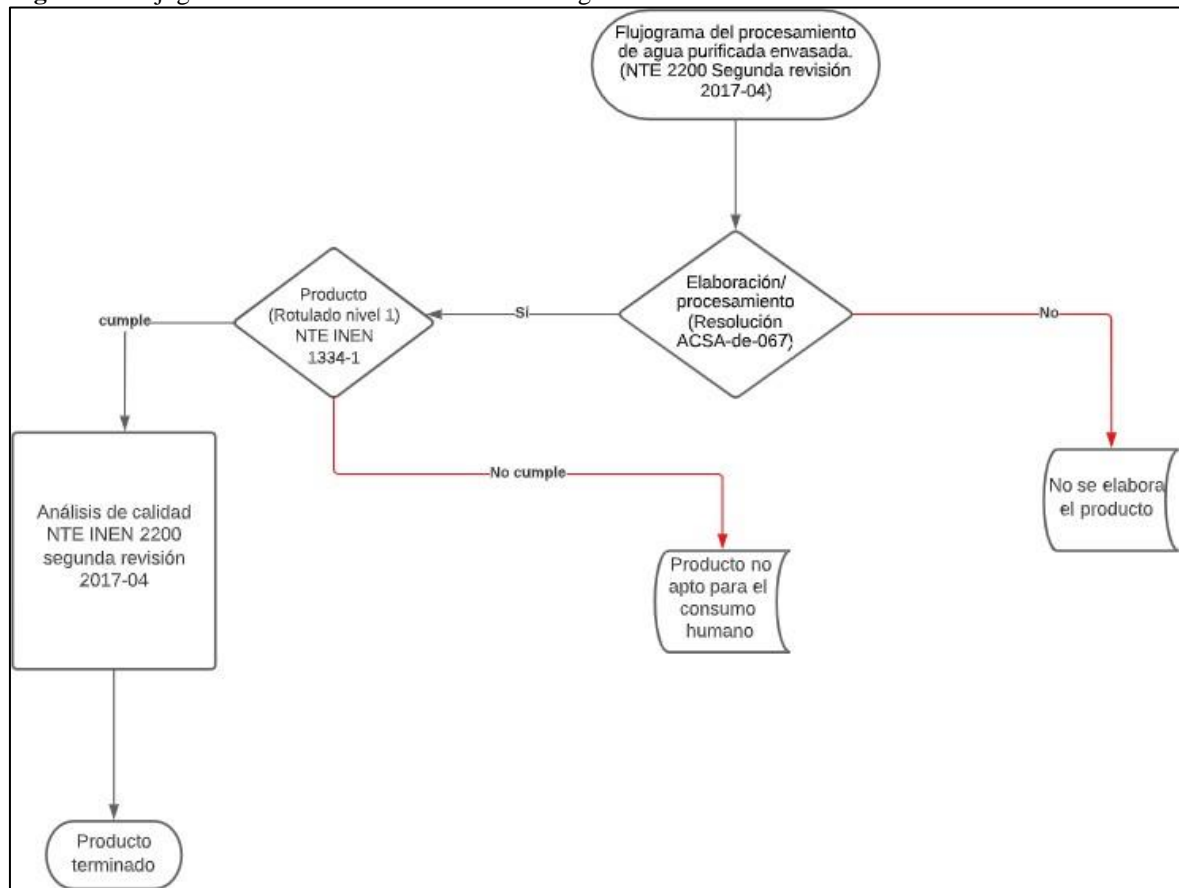 Flujograma del procesamiento
de agua purificada envasada.
(NTE 2200 Segunda revisión
2017-04)
Elaboración/
procesamiento
(Resolución
ACSA-de-067)
Sí
No
Producto
(Rotulado nivel 1)
NTE INEN
1334-1
cumple
No cumple
No se elabora
el producto
Análisis de calidad
NTE INEN 2200
segunda revisión
2017-04
Producto no
apto para el
consumo
humano
Producto
terminado